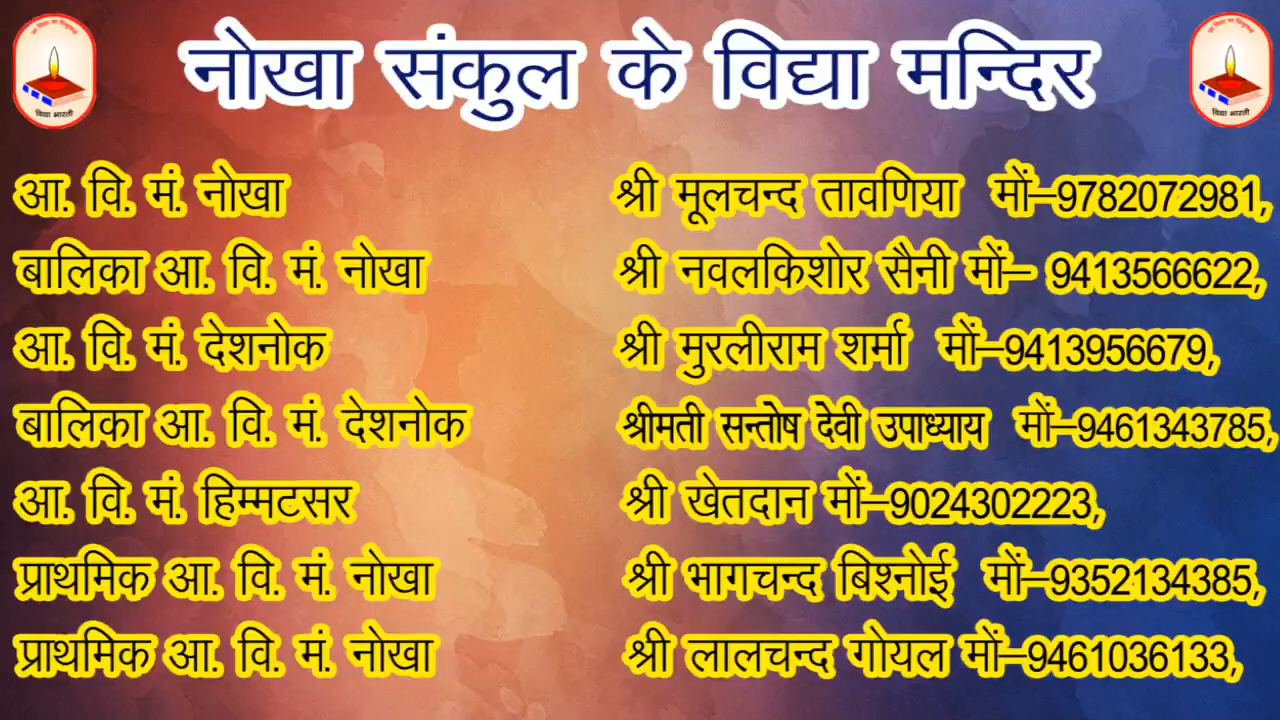 नोखा संकुल के विद्या मन्दिर
विद्या भारती
विद्या भारती
आ. वि. मं. नोखा श्री मूलचन्द तावणिया मों–9782072981,
बालिका आ. वि. मं. नोखा श्री नवलकिशोर सैनी मों– 9413566622,
आ. वि. मं. देशनोक श्री मुरलीराम शर्मा मों–9413956679,
बालिका आ. वि. मं. देशनोक श्रीमती सन्तोष देवी उपाध्याय मों–9461343785,
आ. वि. मं. हिम्मटसर श्री खेतदान मों–9024302223,
प्राथमिक आ. वि. मं. नोखा श्री भागचन्द बिश्नोई मों–9352134385,
प्राथमिक आ. वि. मं. नोखा श्री लालचन्द गोयल मों–9461036133,